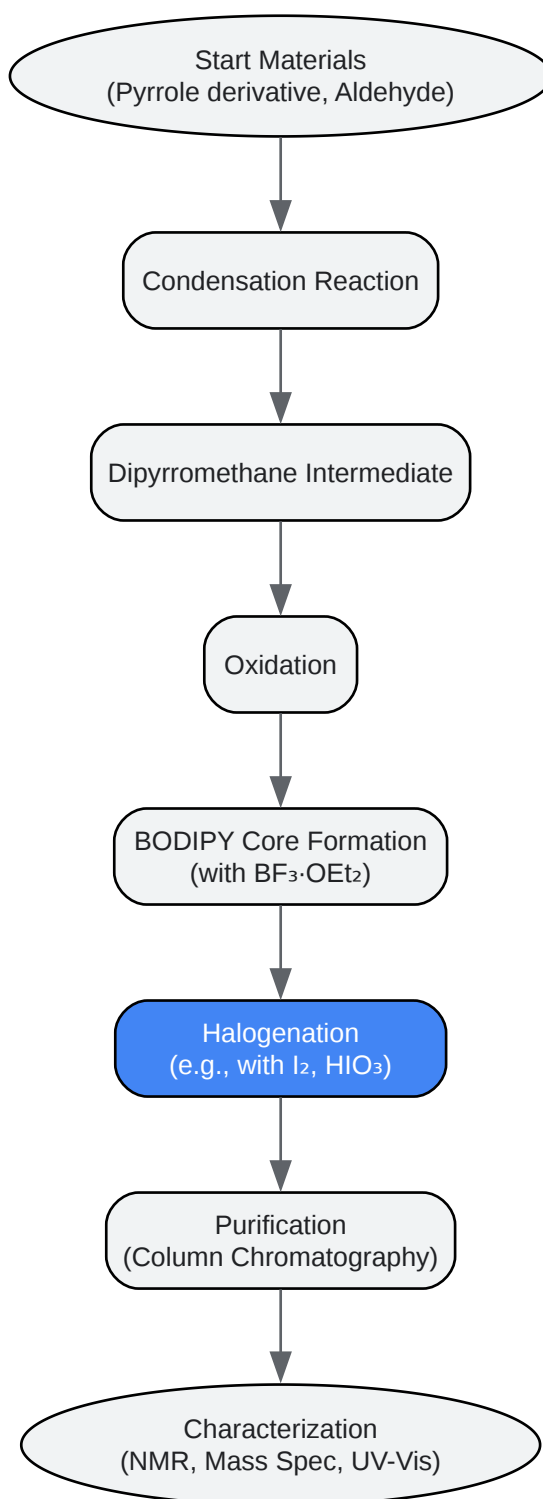 Start Materials
(Pyrrole derivative, Aldehyde)
Condensation Reaction
Dipyrromethane Intermediate
Oxidation
BODIPY Core Formation
(with BF₃·OEt₂)
Halogenation
(e.g., with I₂, HIO₃)
Purification
(Column Chromatography)
Characterization
(NMR, Mass Spec, UV-Vis)